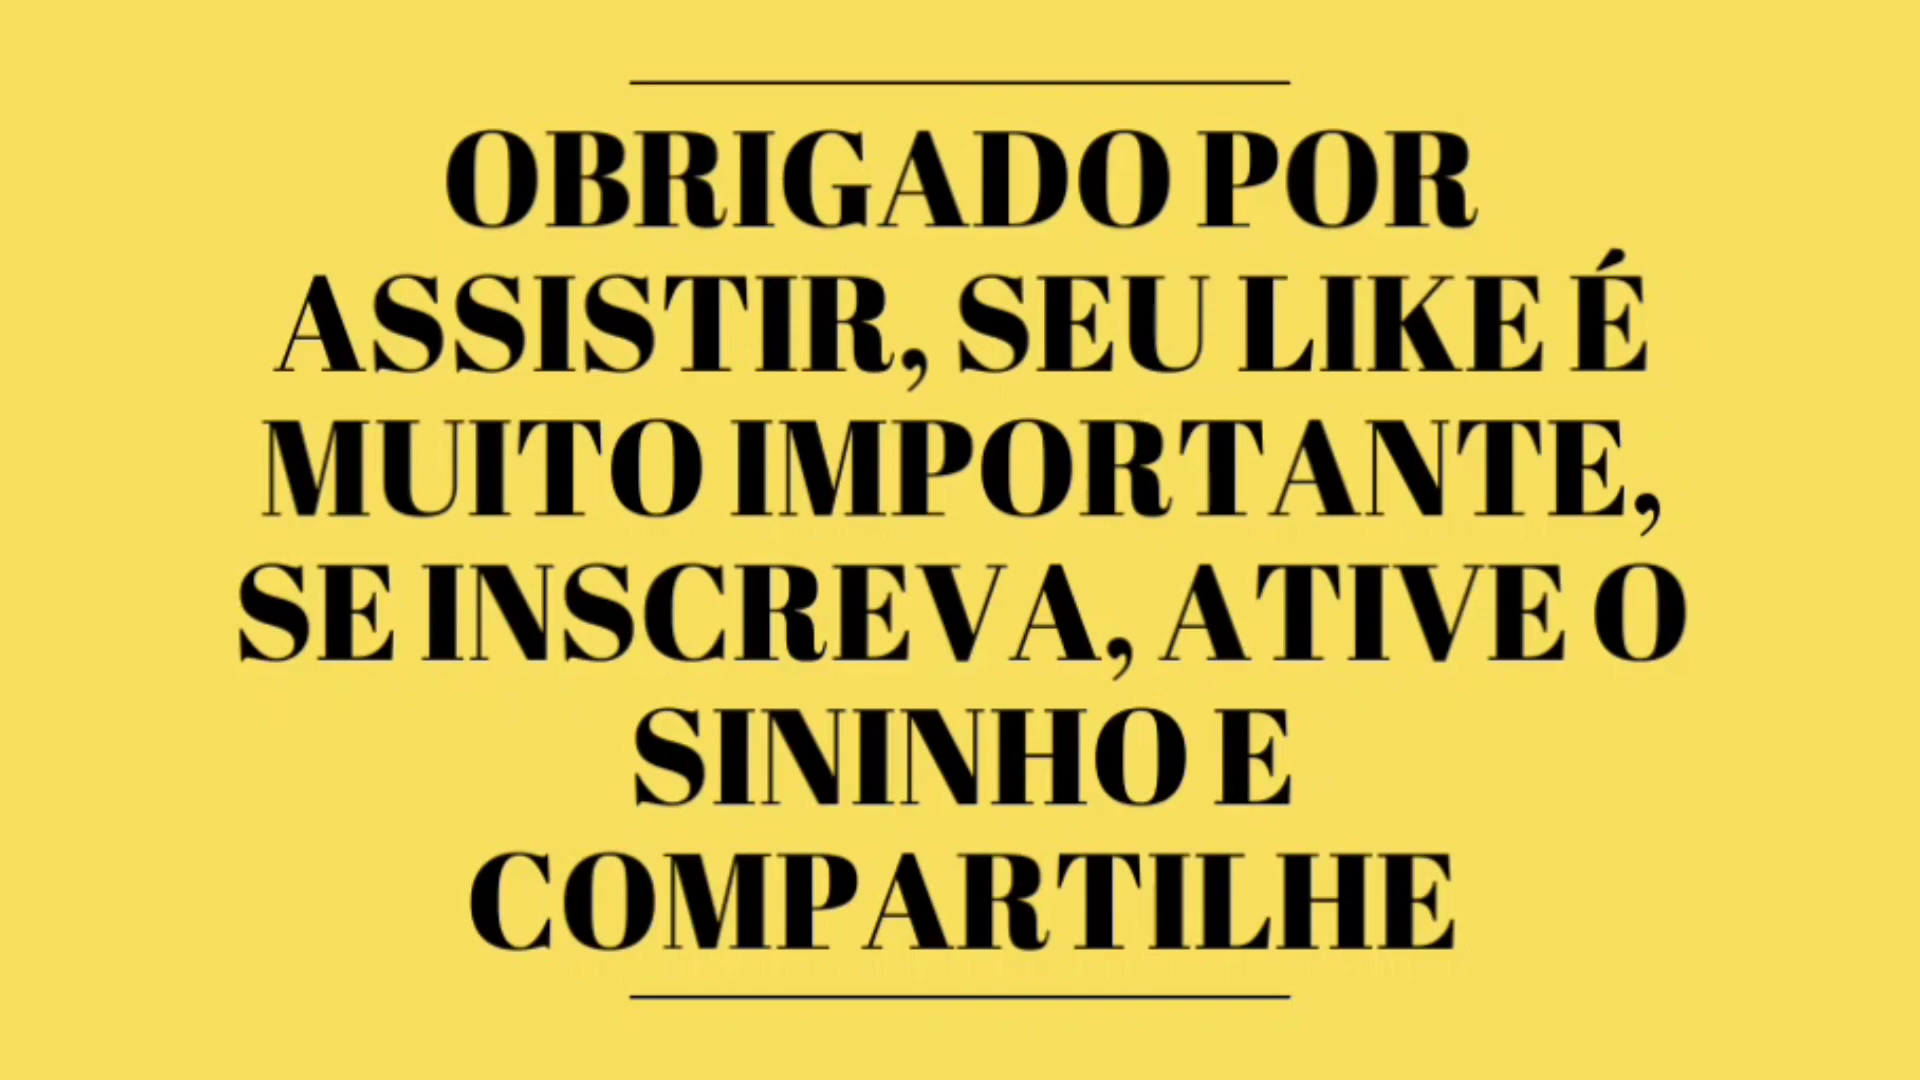 OBRIGADO POR
ASSISTIR, SEU LIKE É
MUITO IMPORTANTE,
SE INSCREVA, ATIVE O
SININHO E
COMPARTILHE